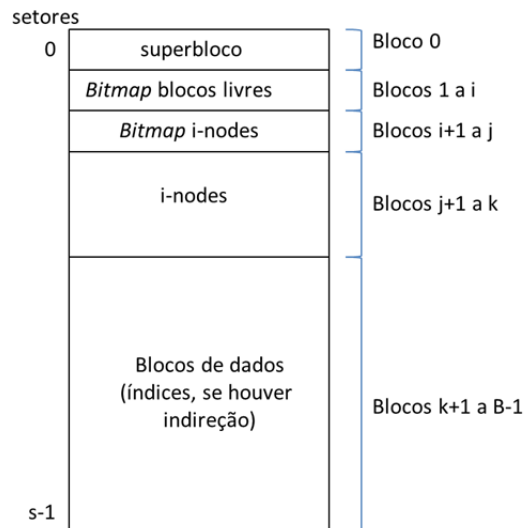 setores
0
superbloco
Bloco 0
Bitmap blocos livres
Blocos 1 a i
Bitmap i-nodes
Blocos i+1 a j
i-nodes
Blocos j+1 a k
Blocos de dados
(índices, se houver
indireção)
Blocos k+1 a B-1
s-1